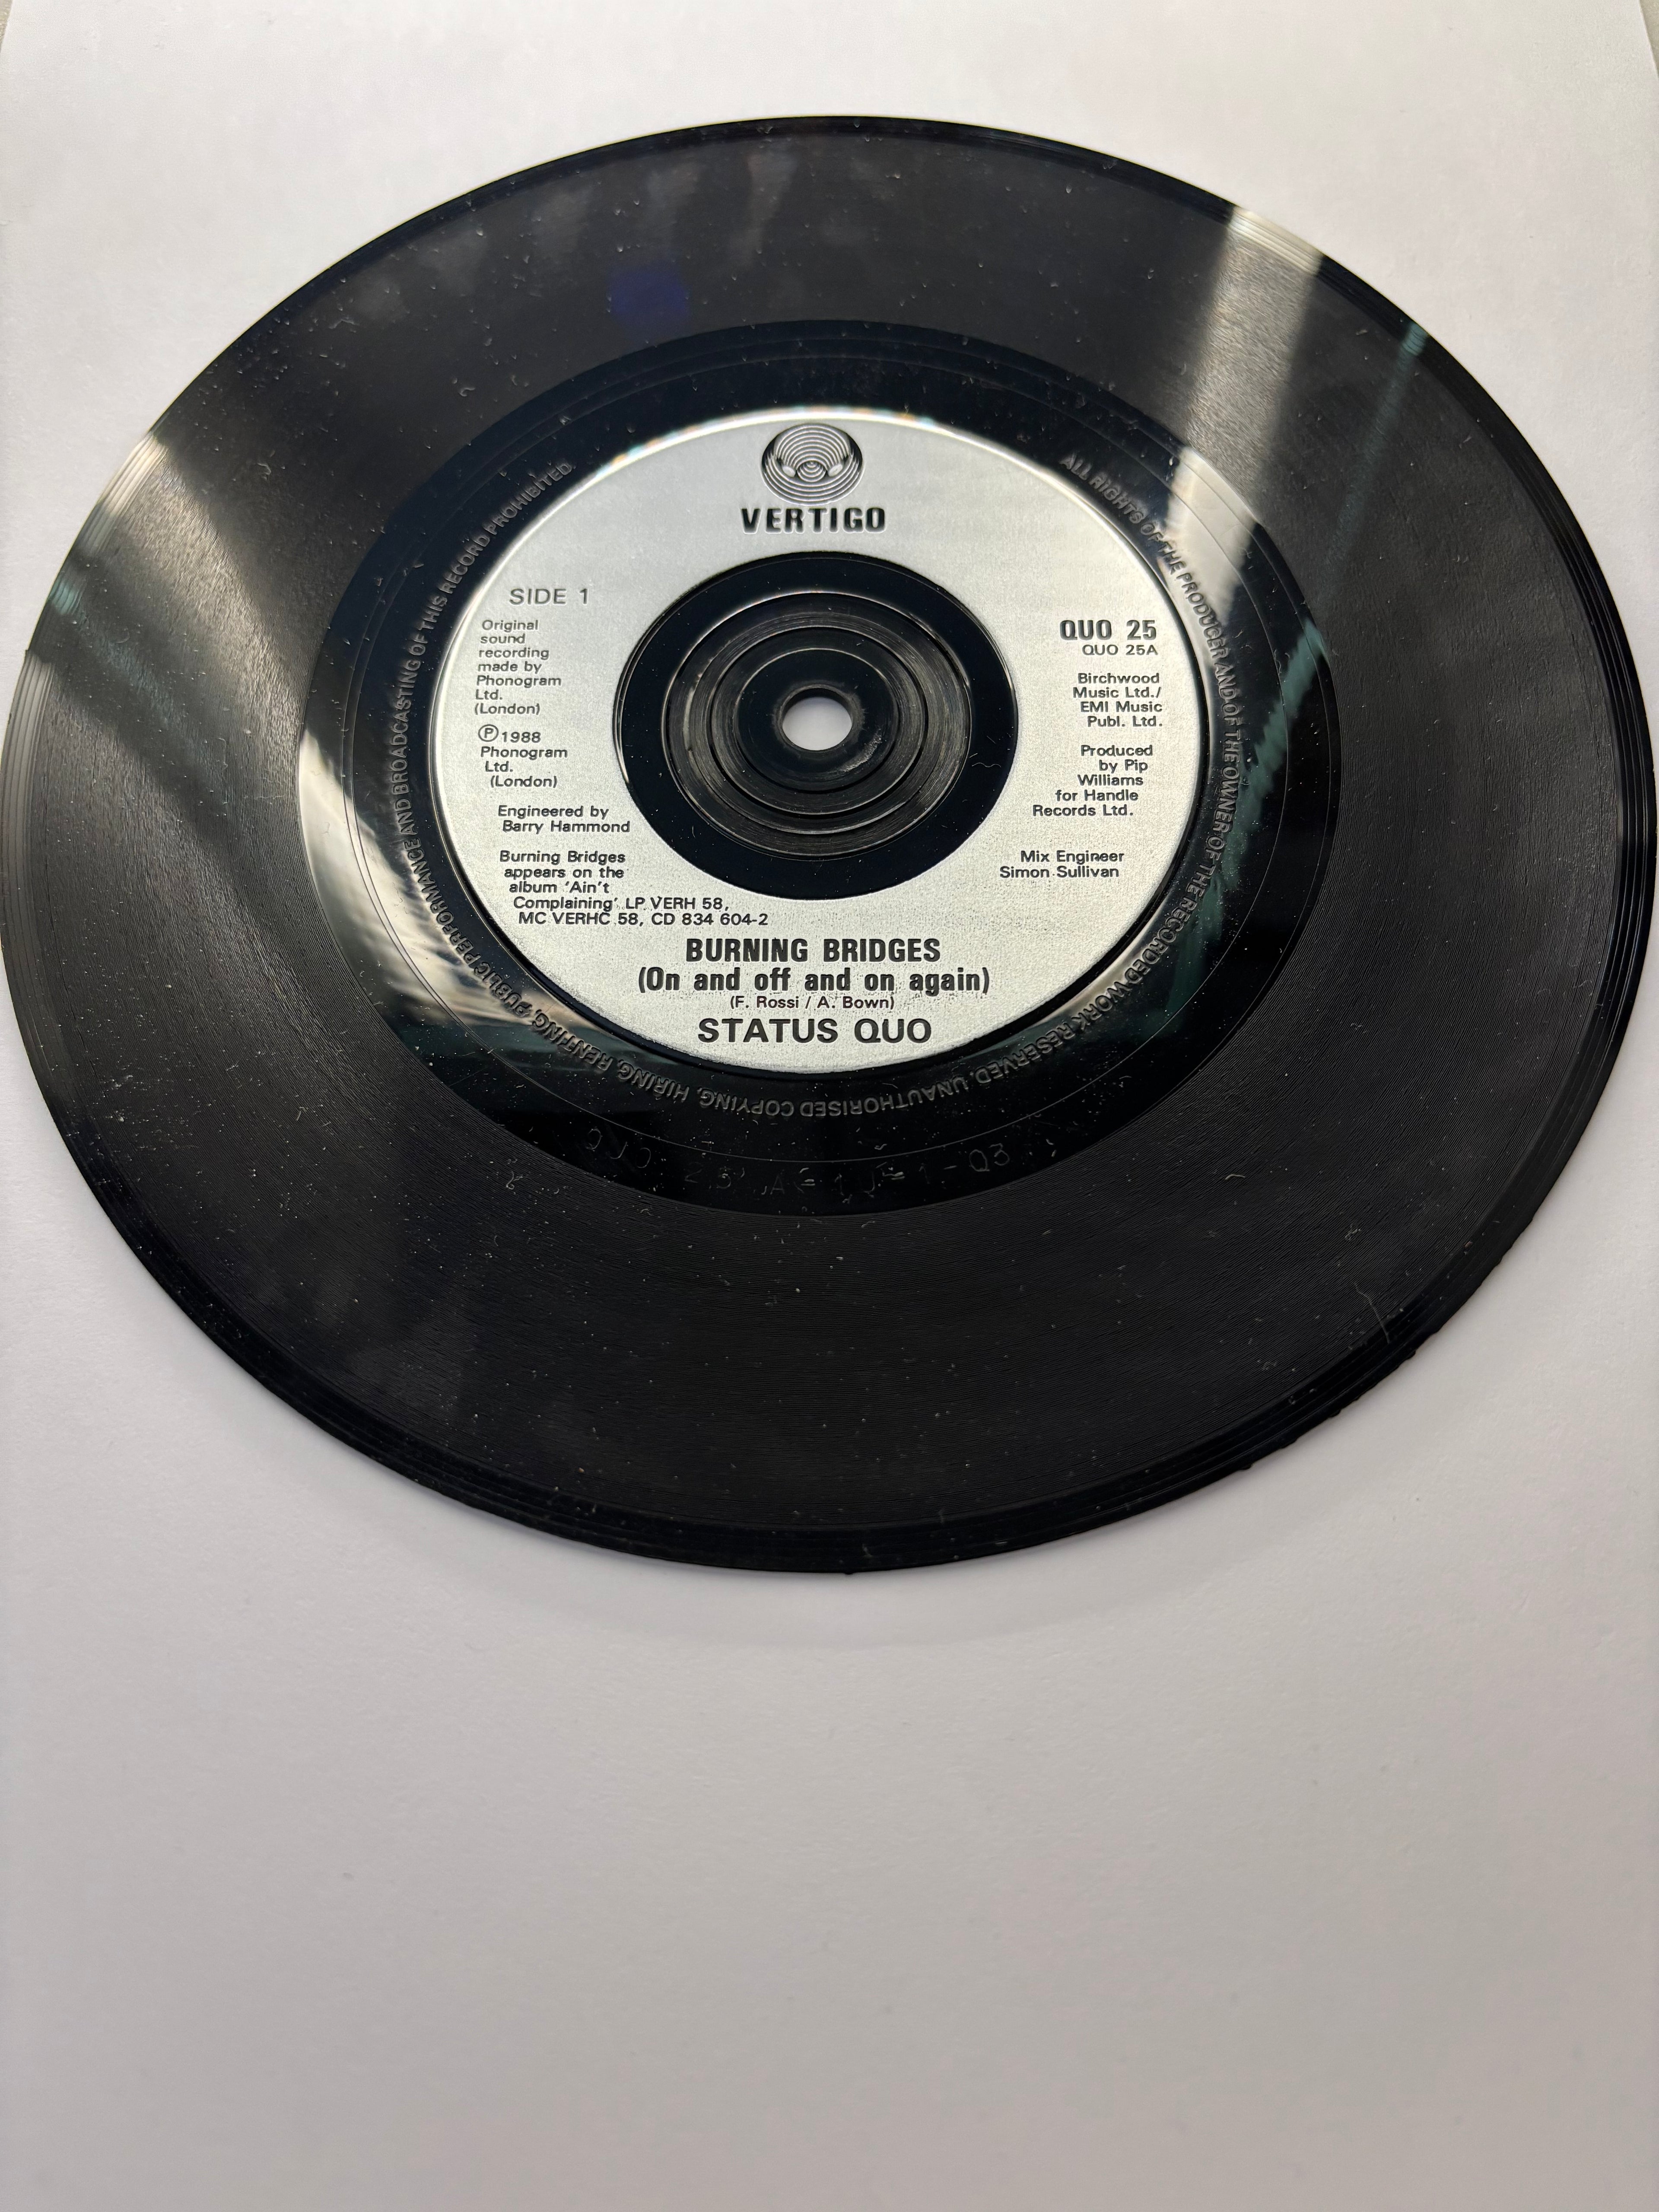 VERTIGO
SIDE 1
Original
sound
recording
made by
Phonogram
Ltd.
(London)
Ⓟ1988
Phonogram
Ltd.
(London)
Engineered by
Barry Hammond
Burning Bridges
appears on the
album ‘Ain’t
Complaining’ LP VERH 58,
MC VERHC 58, CD 834 604-2
QUO 25
QUO 25A
Birchwood
Music Ltd./
EMI Music
Publ. Ltd.
Produced
by Pip
Williams
for Handle
Records Ltd.
Mix Engineer
Simon Sullivan
BURNING BRIDGES
(On and off and on again)
(F. Rossi / A. Bown)
STATUS QUO
ALL RIGHTS OF THE PRODUCER AND OF THE OWNER OF THE RECORDED WORK RESERVED. UNAUTHORISED COPYING, HIRING, RENTING, PUBLIC PERFORMANCE AND BROADCASTING OF THIS RECORD PROHIBITED.